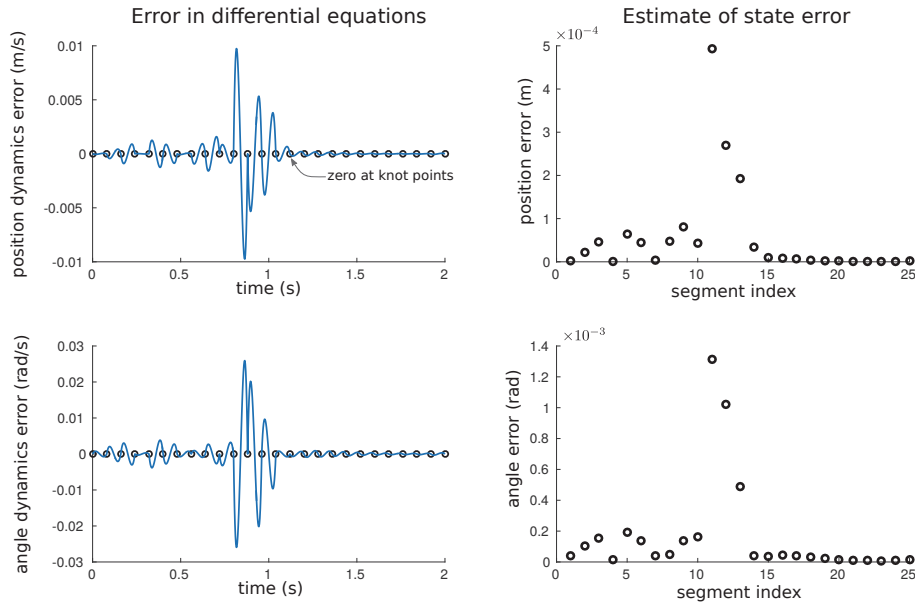 Error in differential equations
position dynamics error (m/s)
0.01
0.005
0
-0.005
-0.01
zero at knot points
0 0.5 1 1.5 2
time (s)
Estimate of state error
×10⁻⁴
position error (m)
5
4
3
2
1
0
0 5 10 15 20 25
segment index
angle dynamics error (rad/s)
0.03
0.02
0.01
0
-0.01
-0.02
-0.03
0 0.5 1 1.5 2
time (s)
×10⁻³
angle error (rad)
1.4
1.2
1
0.8
0.6
0.4
0.2
0
0 5 10 15 20 25
segment index